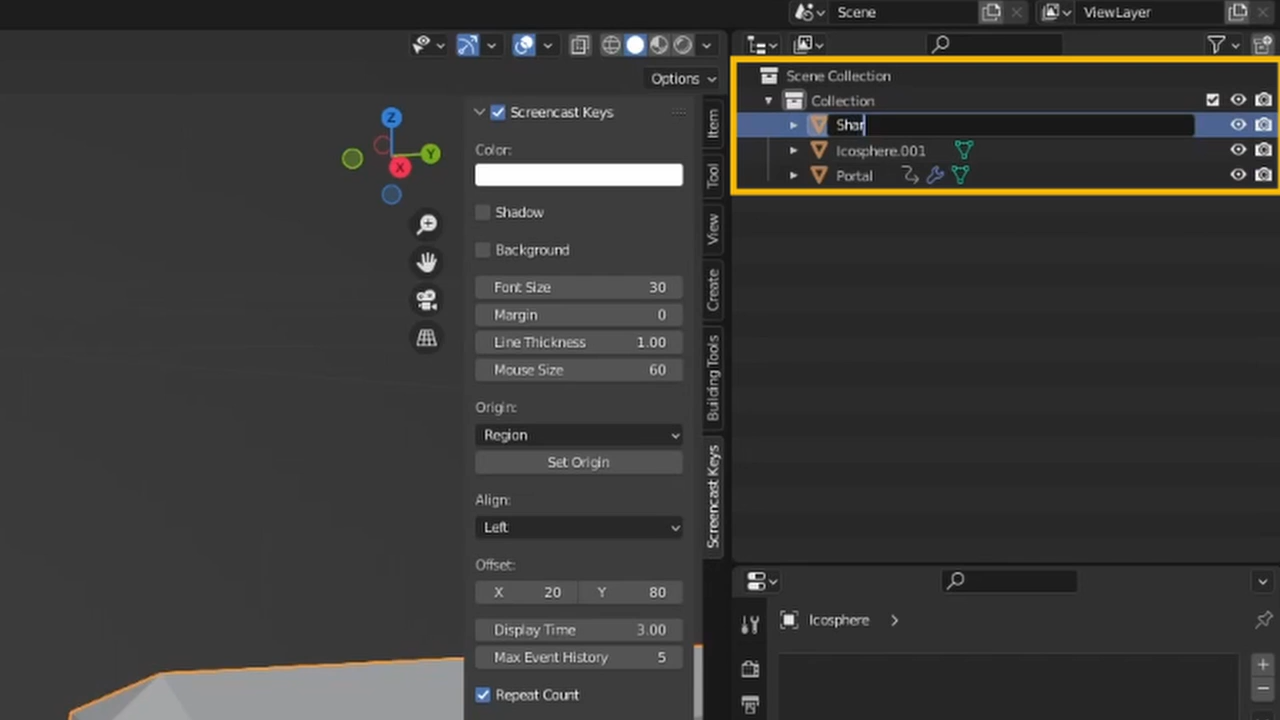 Scene
ViewLayer
Options
Screencast Keys
Color:
Shadow
Background
Font Size 30
Margin 0
Line Thickness 1.00
Mouse Size 60
Origin:
Region
Set Origin
Align:
Left
Offset:
X 20 Y 80
Display Time 3.00
Max Event History 5
Repeat Count
Z
Y
X
Item
Tool
View
Create
Building Tools
Screencast Keys
Scene Collection
Collection
Shar
Icosphere.001
Portal
Icosphere